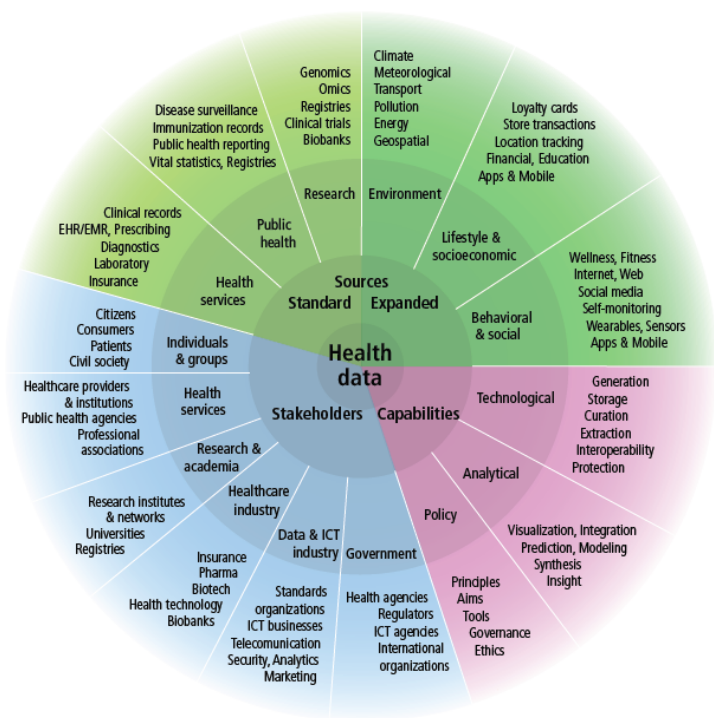 Health
data
Sources
Standard
Expanded
Stakeholders
Capabilities
Health
services
Clinical records
EHR/EMR, Prescribing
Diagnostics
Laboratory
Insurance
Public
health
Disease surveillance
Immunization records
Public health reporting
Vital statistics, Registries
Research
Genomics
Omics
Registries
Clinical trials
Biobanks
Environment
Climate
Meteorological
Transport
Pollution
Energy
Geospatial
Lifestyle &
socioeconomic
Loyalty cards
Store transactions
Location tracking
Financial, Education
Apps & Mobile
Behavioral
& social
Wellness, Fitness
Internet, Web
Social media
Self-monitoring
Wearables, Sensors
Apps & Mobile
Technological
Generation
Storage
Curation
Extraction
Interoperability
Protection
Analytical
Visualization, Integration
Prediction, Modeling
Synthesis
Insight
Policy
Principles
Aims
Tools
Governance
Ethics
Government
Health agencies
Regulators
ICT agencies
International
organizations
Data & ICT
industry
Standards
organizations
ICT businesses
Telecommunication
Security, Analytics
Marketing
Healthcare
industry
Insurance
Pharma
Biotech
Health technology
Biobanks
Research &
academia
Research institutes
& networks
Universities
Registries
Health
services
Healthcare providers
& institutions
Public health agencies
Professional
associations
Individuals
& groups
Citizens
Consumers
Patients
Civil society